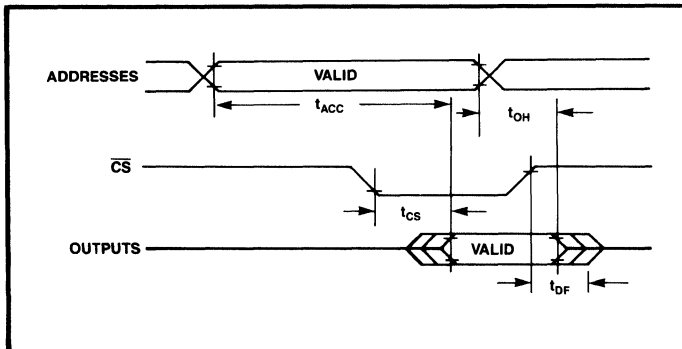 ADDRESSES
VALID
tACC
tOH
CS
tCS
OUTPUTS
VALID
tDF